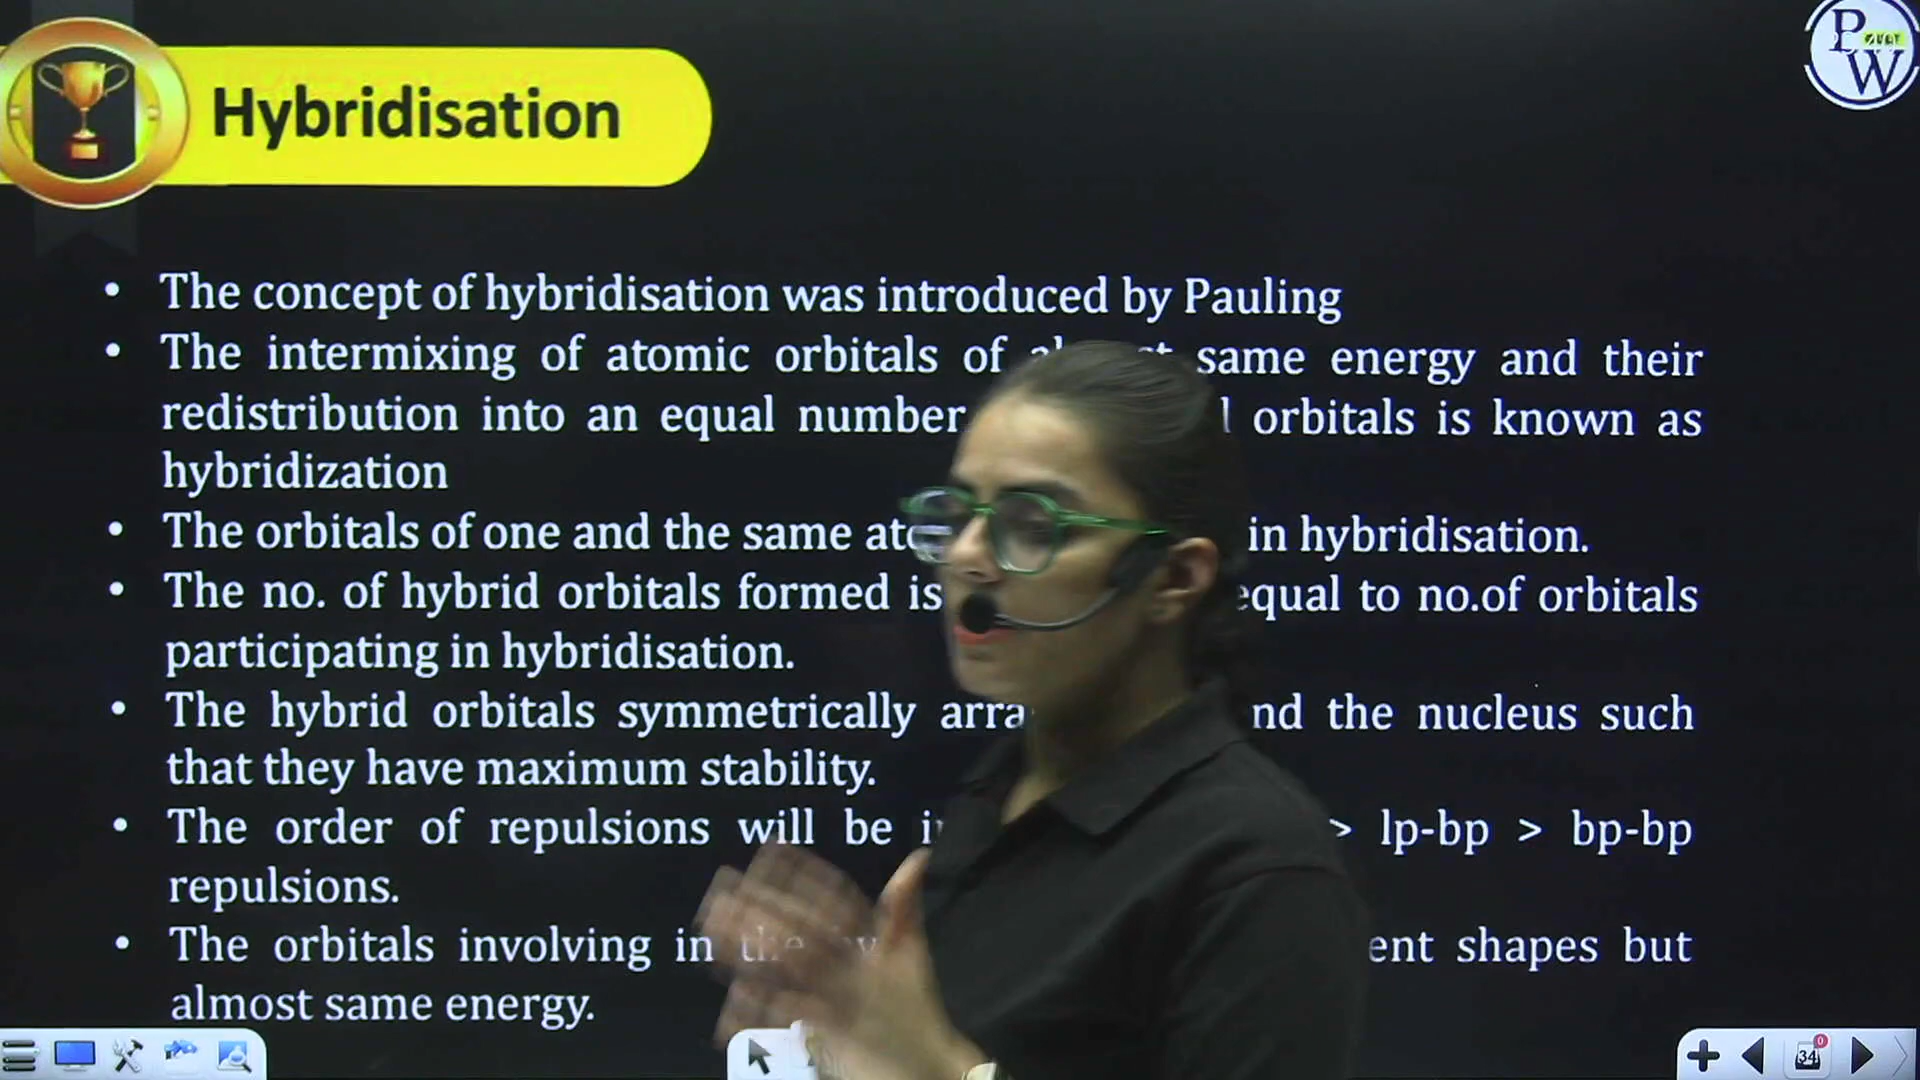 Hybridisation
P
W
• The concept of hybridisation was introduced by Pauling
• The intermixing of atomic orbitals of same energy and their
redistribution into an equal number orbitals is known as
hybridization
• The orbitals of one and the same in hybridisation.
• The no. of hybrid orbitals formed is equal to no.of orbitals
participating in hybridisation.
• The hybrid orbitals symmetrically the nucleus such
that they have maximum stability.
• The order of repulsions will be > lp-bp > bp-bp
repulsions.
• The orbitals involving in the shapes but
almost same energy.
34
0